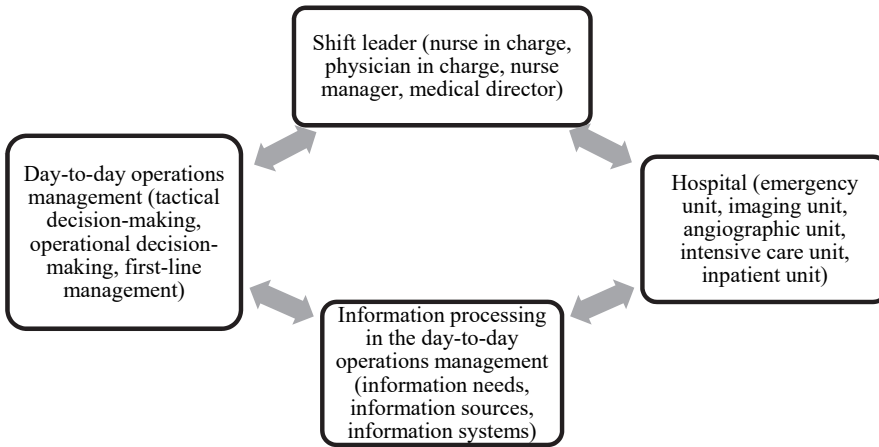 Shift leader (nurse in charge,
physician in charge, nurse
manager, medical director)
Day-to-day operations
management (tactical
decision-making,
operational decision-
making, first-line
management)
Hospital (emergency
unit, imaging unit,
angiographic unit,
intensive care unit,
inpatient unit)
Information processing
in the day-to-day
operations management
(information needs,
information sources,
information systems)